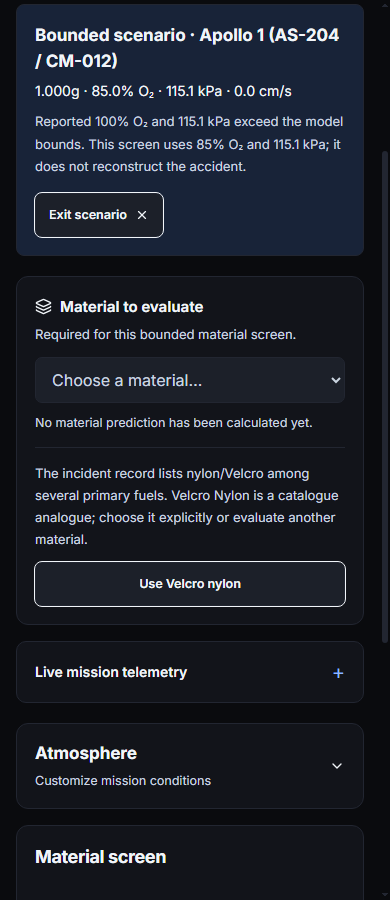 Bounded scenario · Apollo 1 (AS-204
/ CM-012)
1.000g · 85.0% O₂ · 115.1 kPa · 0.0 cm/s
Reported 100% O₂ and 115.1 kPa exceed the model
bounds. This screen uses 85% O₂ and 115.1 kPa; it
does not reconstruct the accident.
Exit scenario ×
Material to evaluate
Required for this bounded material screen.
Choose a material...
No material prediction has been calculated yet.
The incident record lists nylon/Velcro among
several primary fuels. Velcro Nylon is a catalogue
analogue; choose it explicitly or evaluate another
material.
Use Velcro nylon
Live mission telemetry +
Atmosphere
Customize mission conditions
Material screen